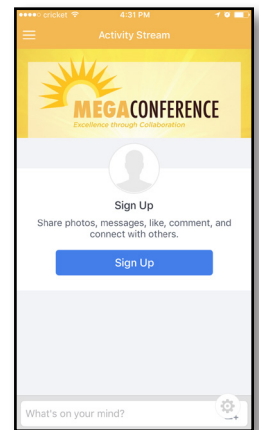 cricket 4:31 PM
Activity Stream
MEGACONFERENCE
Excellence through Collaboration
Sign Up
Share photos, messages, like, comment, and
connect with others.
Sign Up
What's on your mind?